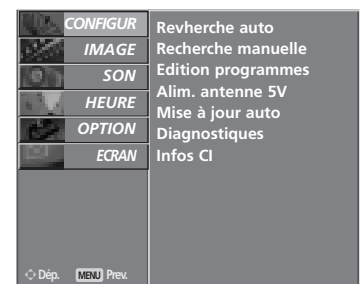 CONFIGUR
IMAGE
SON
HEURE
OPTION
ECRAN
Revherche auto
Recherche manuelle
Edition programmes
Alim. antenne 5V
Mise à jour auto
Diagnostiques
Infos CI
Dép. MENU Prev.